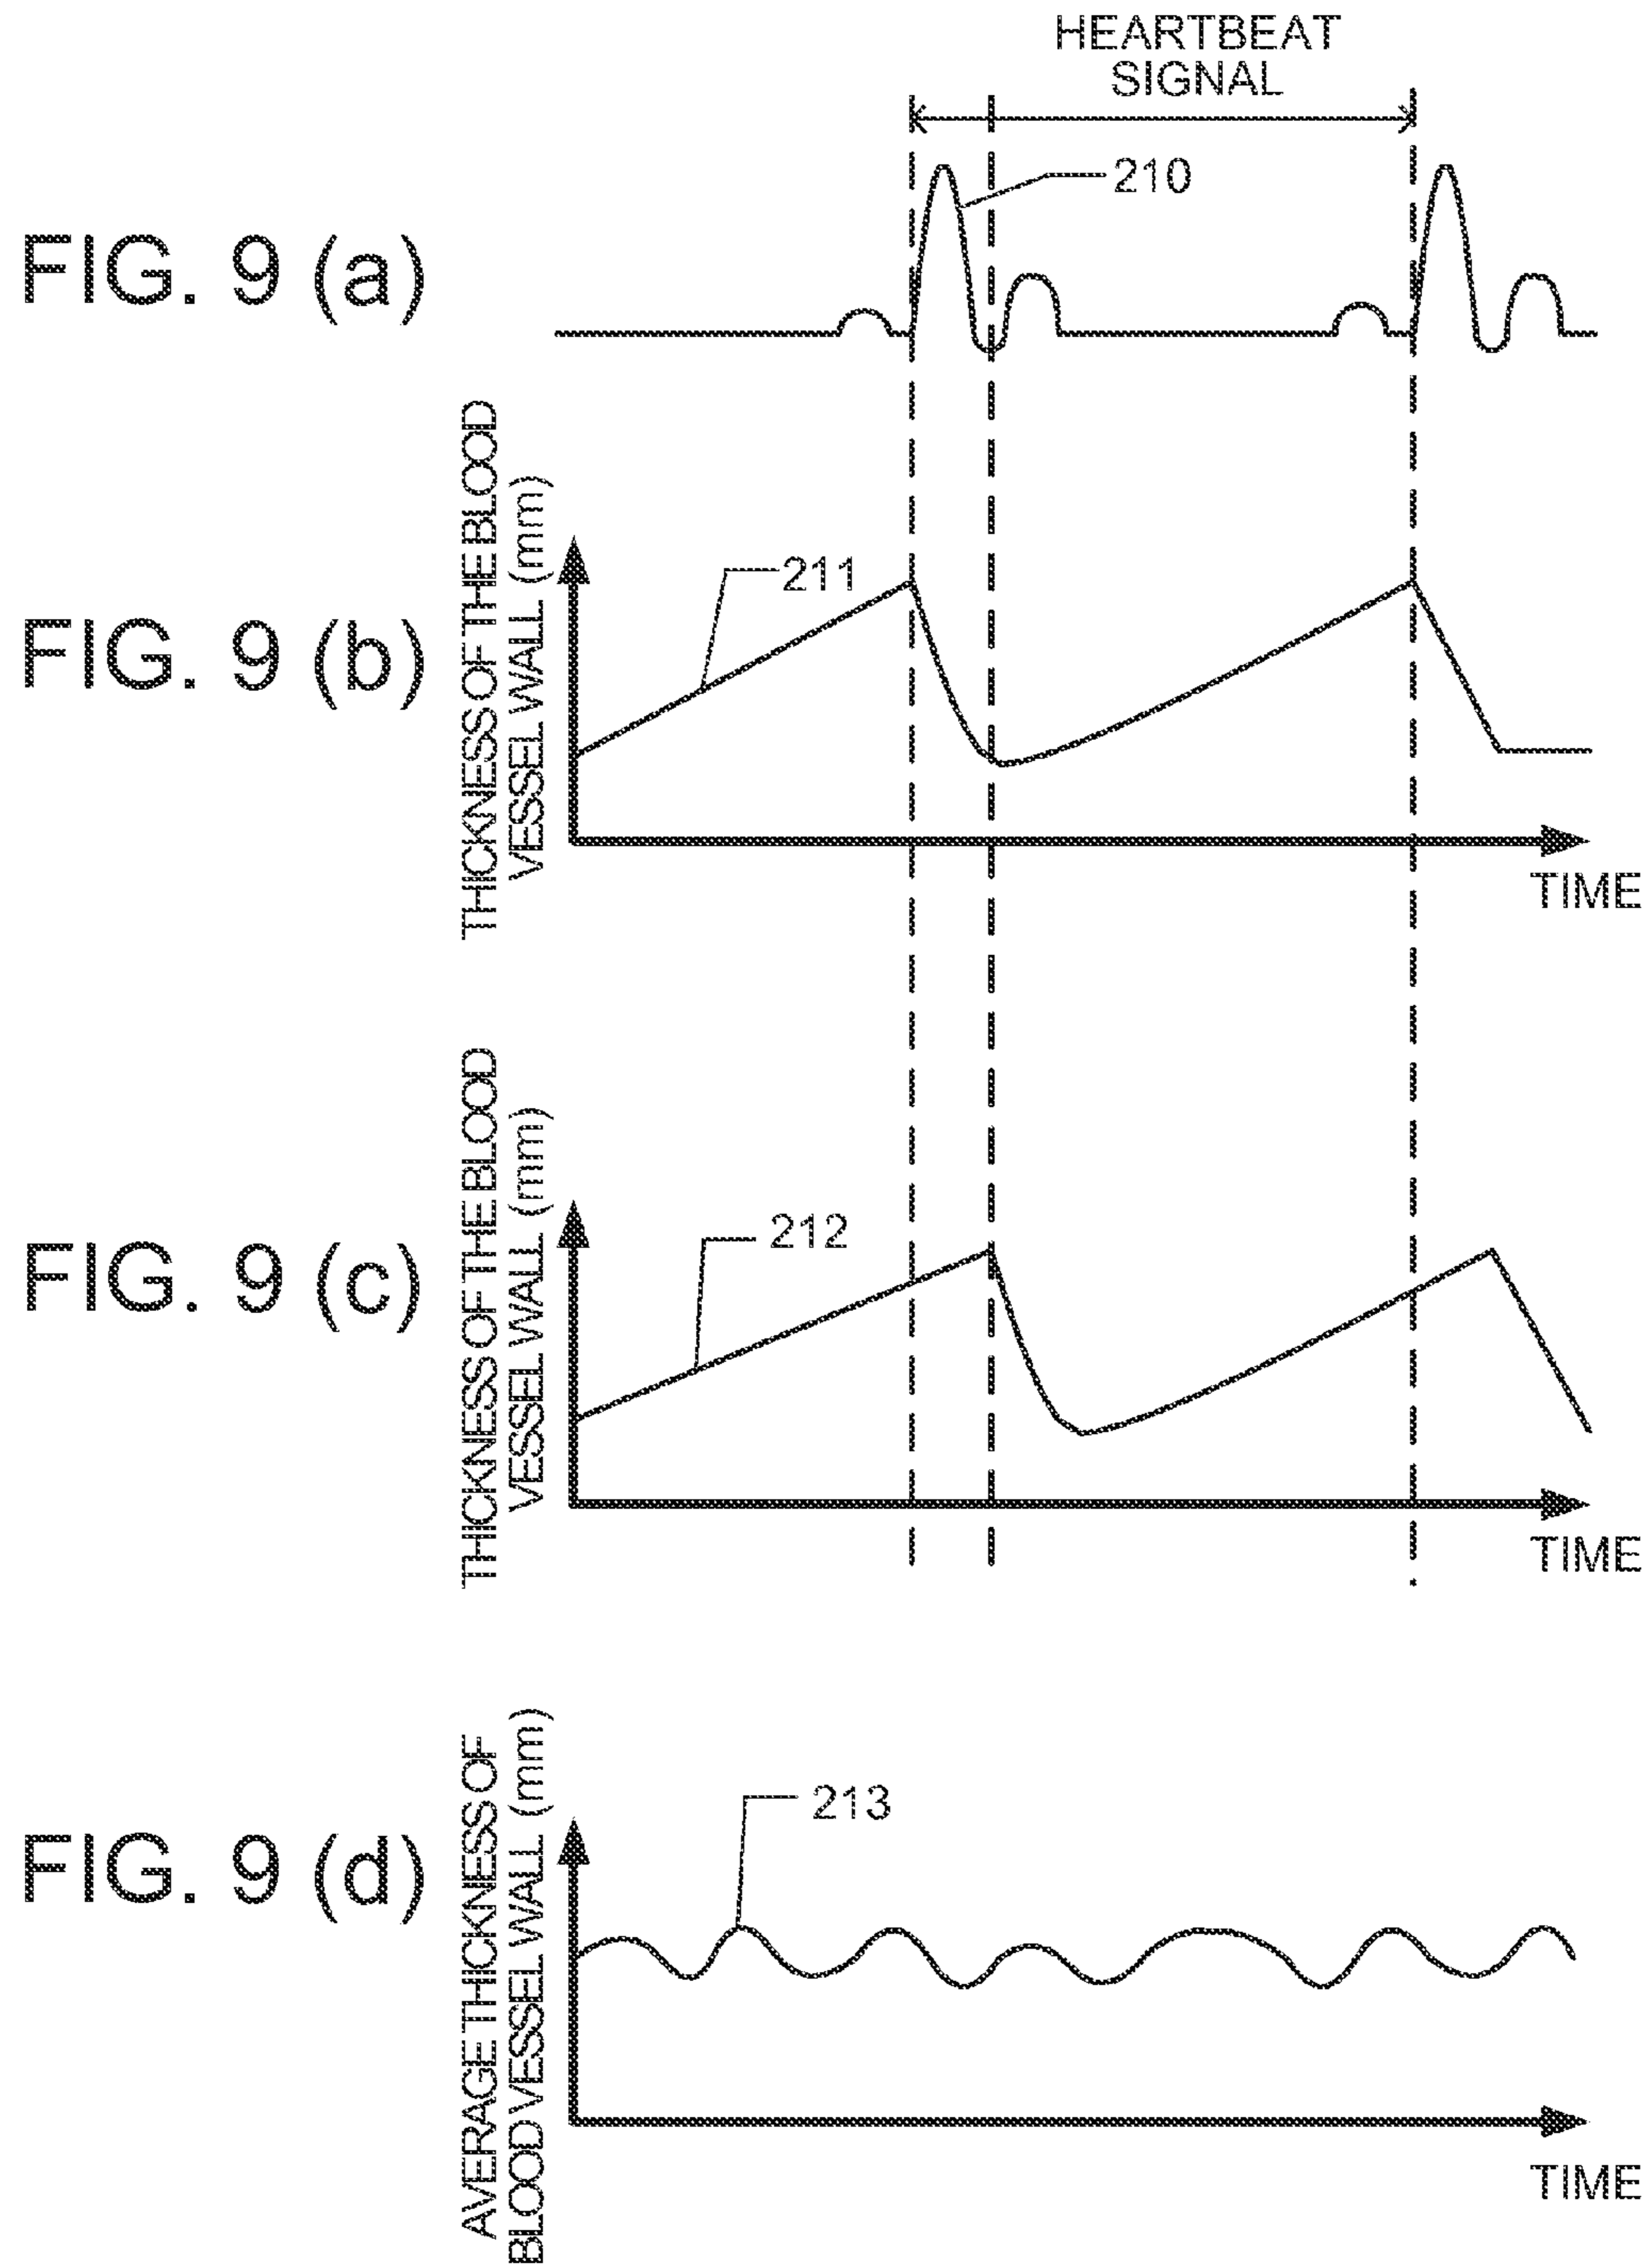 HEARTBEAT
SIGNAL
210
FIG. 9 (a)
THICKNESS OF THE BLOOD
VESSEL WALL (mm)
211
FIG. 9 (b)
TIME
THICKNESS OF THE BLOOD
VESSEL WALL (mm)
212
FIG. 9 (c)
TIME
AVERAGE THICKNESS OF
BLOOD VESSEL WALL (mm)
213
FIG. 9 (d)
TIME